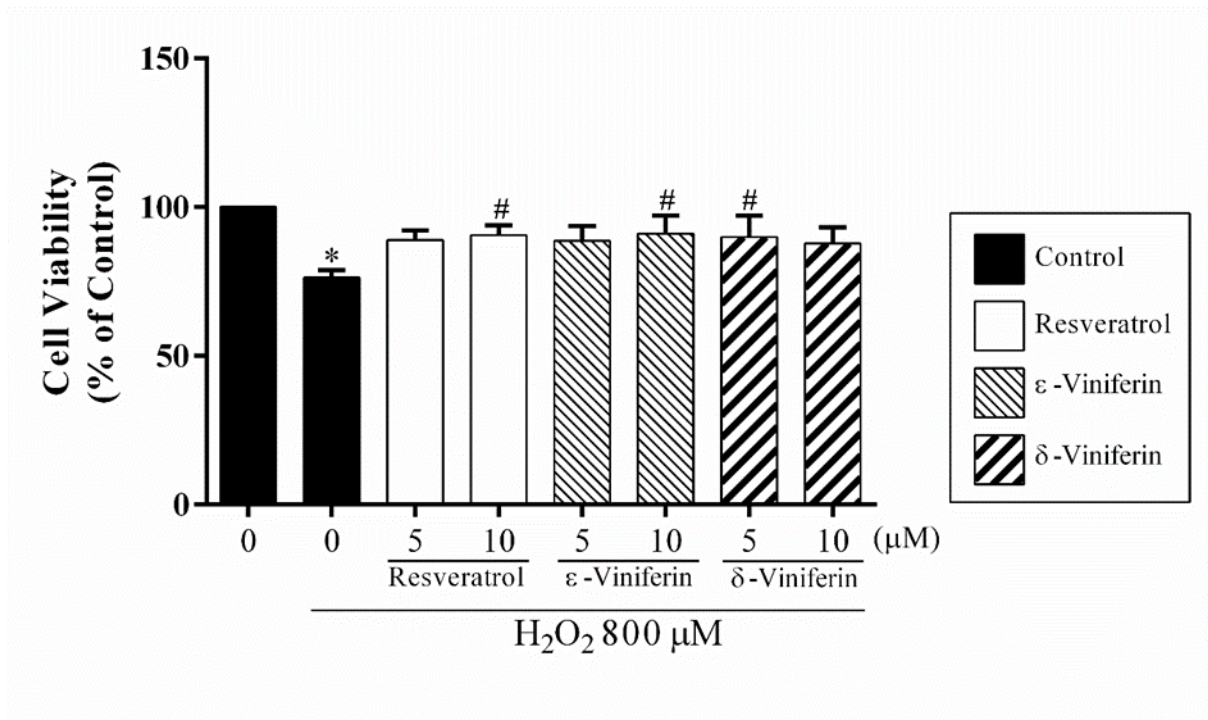 150
Cell Viability
(% of Control)
100
50
0
*
#
#
#
0 0 5 10 5 10 5 10 (μM)
Resveratrol ε-Viniferin δ-Viniferin
H₂O₂ 800 μM
Control
Resveratrol
ε-Viniferin
δ-Viniferin